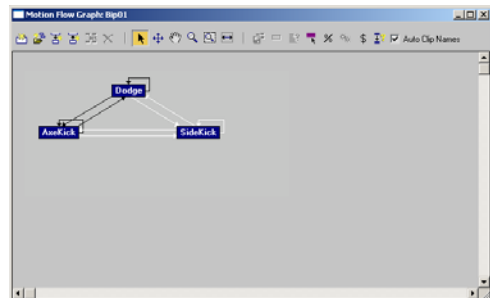 Motion Flow Graph: Bip01
$ Auto Clip Names
Dodge
AxeKick SideKick